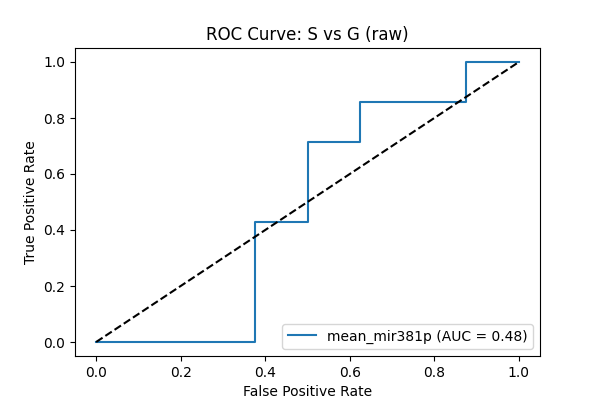 ROC Curve: S vs G (raw)
True Positive Rate
1.0
0.8
0.6
0.4
0.2
0.0
mean_mir381p (AUC = 0.48)
0.0 0.2 0.4 0.6 0.8 1.0
False Positive Rate